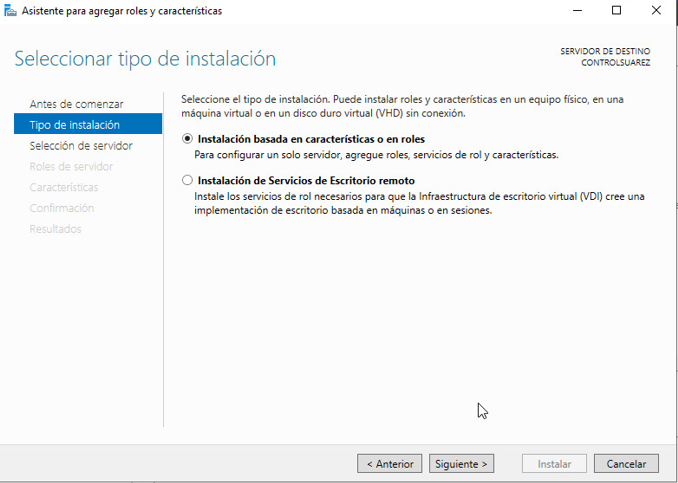 Asistente para agregar roles y características
Seleccionar tipo de instalación
SERVIDOR DE DESTINO
CONTROLSUAREZ
Antes de comenzar
Tipo de instalación
Selección de servidor
Roles de servidor
Características
Confirmación
Resultados
Seleccione el tipo de instalación. Puede instalar roles y características en un equipo físico, en una
máquina virtual o en un disco duro virtual (VHD) sin conexión.
Instalación basada en características o en roles
Para configurar un solo servidor, agregue roles, servicios de rol y características.
Instalación de Servicios de Escritorio remoto
Instale los servicios de rol necesarios para que la Infraestructura de escritorio virtual (VDI) cree una
implementación de escritorio basada en máquinas o en sesiones.
< Anterior
Siguiente >
Instalar
Cancelar